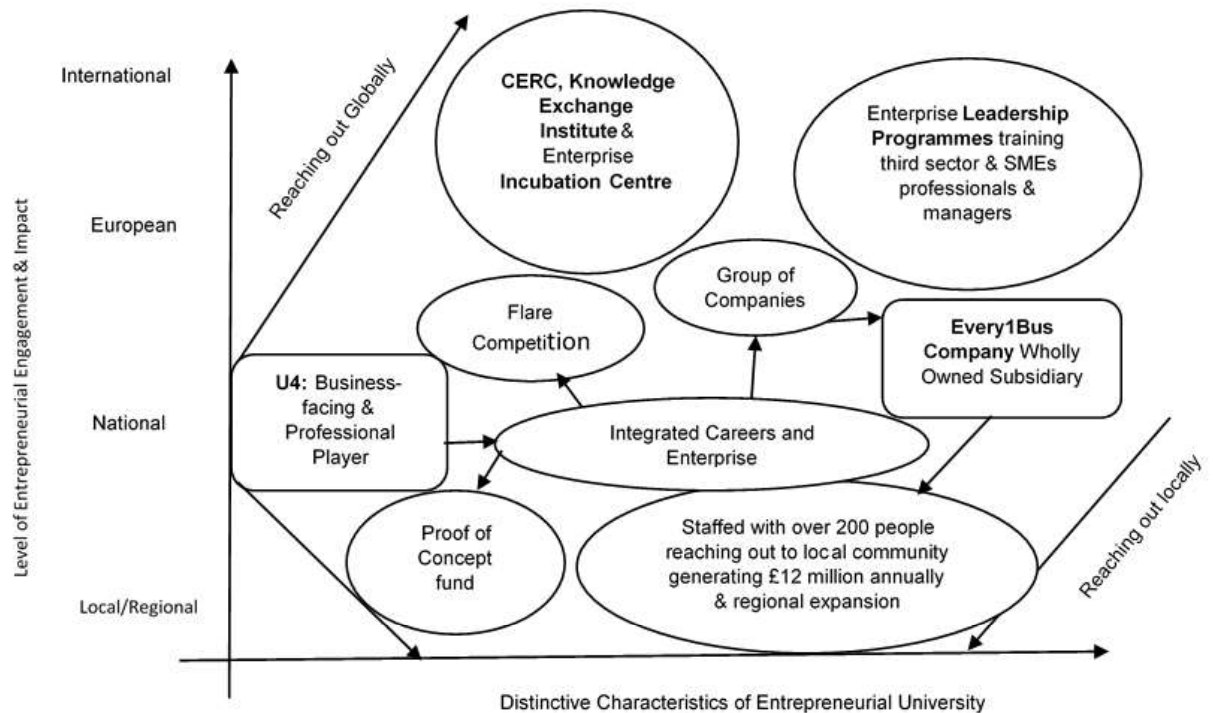 International
European
National
Local/Regional
Level of Entrepreneurial Engagement & Impact
Reaching out Globally
CERC, Knowledge
Exchange
Institute &
Enterprise
Incubation Centre
Enterprise Leadership
Programmes training
third sector & SMEs
professionals &
managers
Group of
Companies
Flare
Competition
Every1Bus
Company Wholly
Owned Subsidiary
U4: Business-
facing &
Professional
Player
Integrated Careers and
Enterprise
Proof of
Concept
fund
Staffed with over 200 people
reaching out to local community
generating £12 million annually
& regional expansion
Reaching out locally
Distinctive Characteristics of Entrepreneurial University